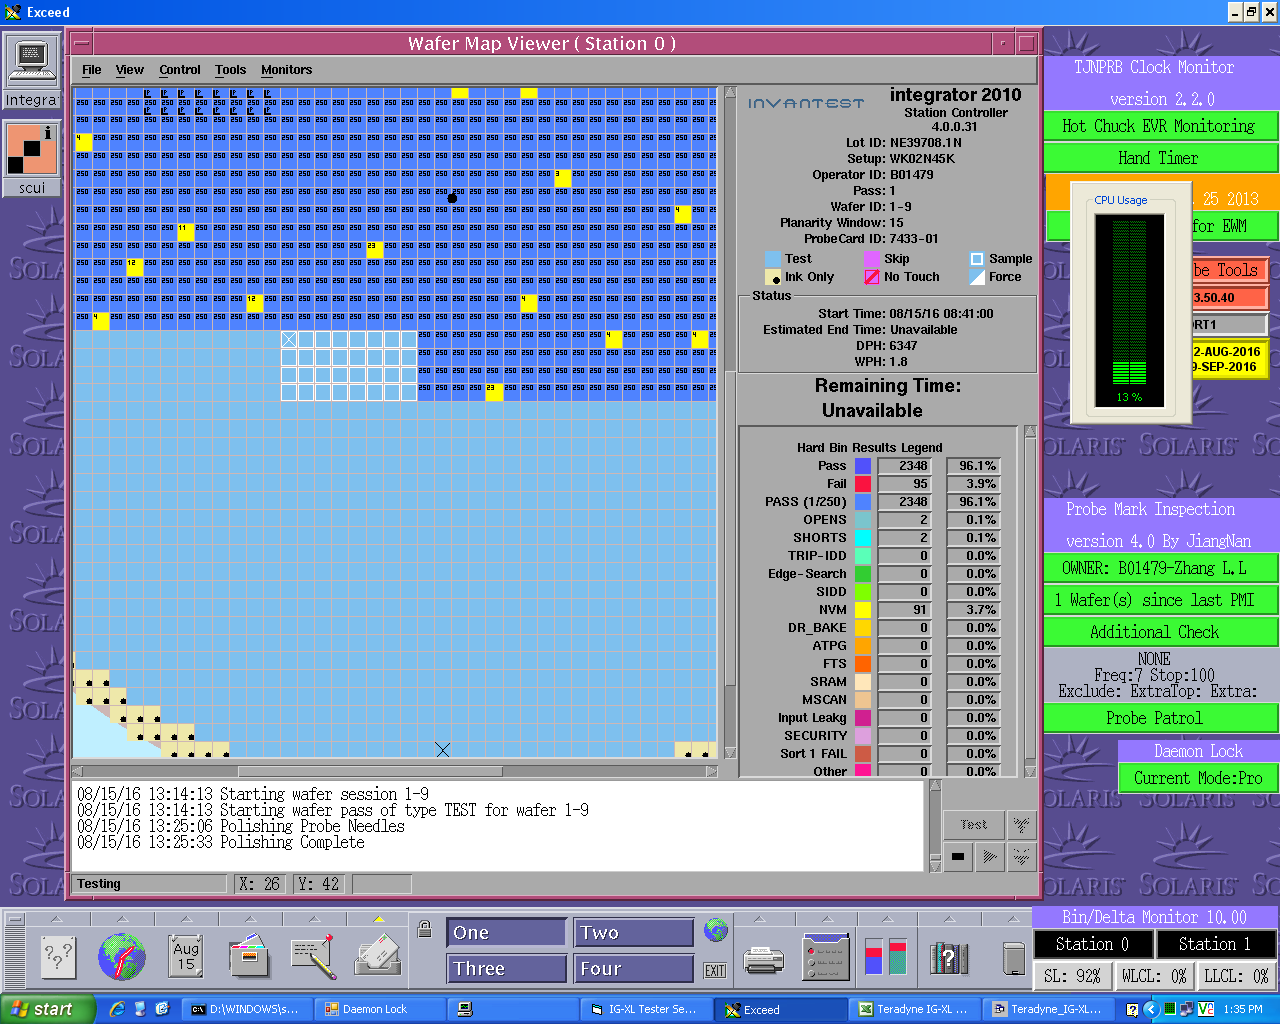 Exceed
Wafer Map Viewer ( Station 0 )
Integra
scui
File View Control Tools Monitors
INVANTEST
integrator 2010
Station Controller
4.0.0.31
Lot ID: NE39708.1N
Setup: WK02N45K
Operator ID: B01479
Pass: 1
Wafer ID: 1-9
Planarity Window: 15
ProbeCard ID: 7433-01
Test Skip Sample
Ink Only No Touch Force
Status
Start Time: 08/15/16 08:41:00
Estimated End Time: Unavailable
DPH: 6347
WPH: 1.8
Remaining Time:
Unavailable
Hard Bin Results Legend
Pass 2348 96.1%
Fail 95 3.9%
PASS (1/250) 2348 96.1%
OPENS 2 0.1%
SHORTS 2 0.1%
TRIP-IDD 0 0.0%
Edge-Search 0 0.0%
SIDD 0 0.0%
NVM 91 3.7%
DR_BAKE 0 0.0%
ATPG 0 0.0%
FTS 0 0.0%
SRAM 0 0.0%
MSCAN 0 0.0%
Input Leakg 0 0.0%
SECURITY 0 0.0%
Sort 1 FAIL 0 0.0%
Other 0 0.0%
08/15/16 13:14:13 Starting wafer session 1-9
08/15/16 13:14:13 Starting wafer pass of type TEST for wafer 1-9
08/15/16 13:25:06 Polishing Probe Needles
08/15/16 13:25:33 Polishing Complete
Test
Testing X: 26 Y: 42
TJNPRB Clock Monitor
version 2.2.0
Hot Chuck EVR Monitoring
Hand Timer
25 2013
for EWM
CPU Usage
13 %
be Tools
3.50.40
RT1
2-AUG-2016
9-SEP-2016
SOLARIS SOLARIS
Probe Mark Inspection
version 4.0 By JiangNan
OWNER: B01479-Zhang L.L
1 Wafer(s) since last PMI
Additional Check
NONE
Freq:7 Stop:100
Exclude: ExtraTop: Extra:
Probe Patrol
Daemon Lock
Current Mode:Pro
SOLARIS SOLARIS
Aug
15
One Two
Three Four
EXIT
Bin/Delta Monitor 10.00
Station 0 Station 1
SL: 92% WLCL: 0% LLCL: 0%
start
D:\WINDOWS\s...
Daemon Lock
IG-XL Tester Se...
Exceed
Teradyne IG-XL ...
Teradyne_IG-XL...
1:35 PM